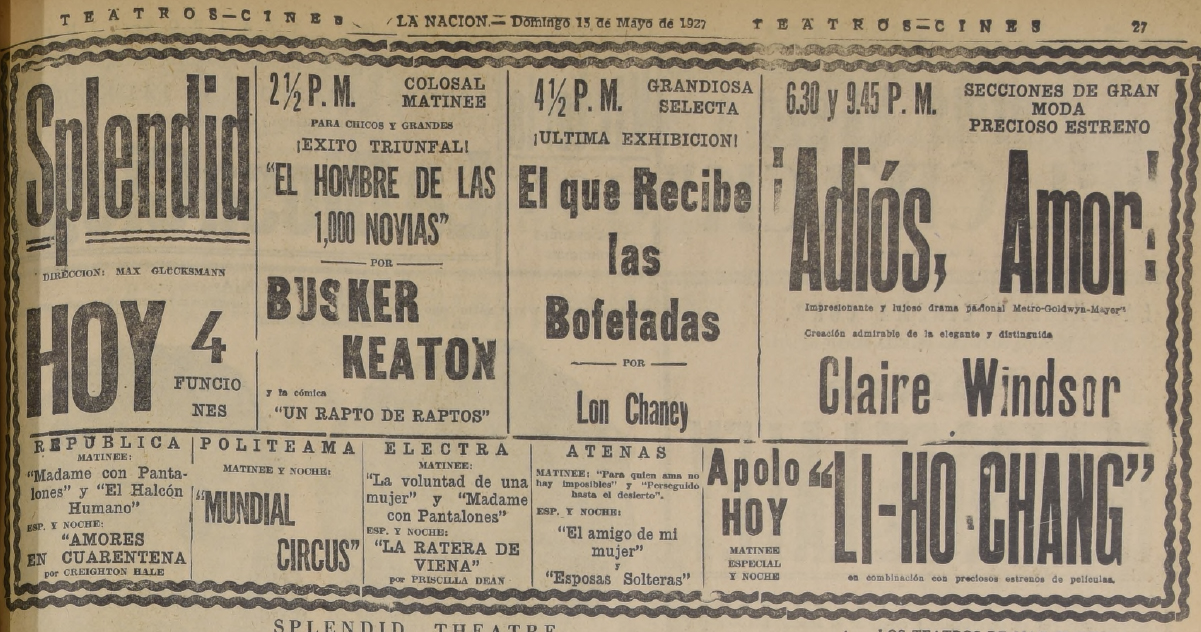 TEATROS—CINES
LA NACION.— Domingo 15 de Mayo de 1927
TEATROS—CINES
27
Splendid
DIRECCION: MAX GLUCKSMANN
HOY 4
FUNCIO
NES
2½ P. M.
COLOSAL
MATINEE
PARA CHICOS Y GRANDES
¡EXITO TRIUNFAL!
"EL HOMBRE DE LAS
1,000 NOVIAS"
POR
BUSKER
KEATON
y la cómica
"UN RAPTO DE RAPTOS"
4½ P. M.
GRANDIOSA
SELECTA
¡ULTIMA EXHIBICION!
El que Recibe
las
Bofetadas
POR
Lon Chaney
6.30 y 9.45 P. M.
SECCIONES DE GRAN
MODA
PRECIOSO ESTRENO
¡Adiós, Amor!
Impresionante y lujoso drama pasional Metro-Goldwyn-Mayer
Creación admirable de la elegante y distinguida
Claire Windsor
REPUBLICA
MATINEE:
"Madame con Panta-
lones" y "El Halcón
Humano"
ESP. Y NOCHE:
"AMORES
EN CUARENTENA
por CREIGHTON HALE
POLITEAMA
MATINEE Y NOCHE:
"MUNDIAL
CIRCUS"
ELECTRA
MATINEE:
"La voluntad de una
mujer" y "Madame
con Pantalones"
ESP. Y NOCHE:
"LA RATERA DE
VIENA"
por PRISCILLA DEAN
ATENAS
MATINEE: "Para quien ama no
hay imposibles" y "Perseguido
hasta el desierto".
ESP. Y NOCHE:
"El amigo de mi
mujer"
y
"Esposas Solteras"
Apolo
HOY
MATINEE
ESPECIAL
Y NOCHE
"LI-HO-CHANG"
en combinación con preciosos estrenos de películas.
SPLENDID THEATRE